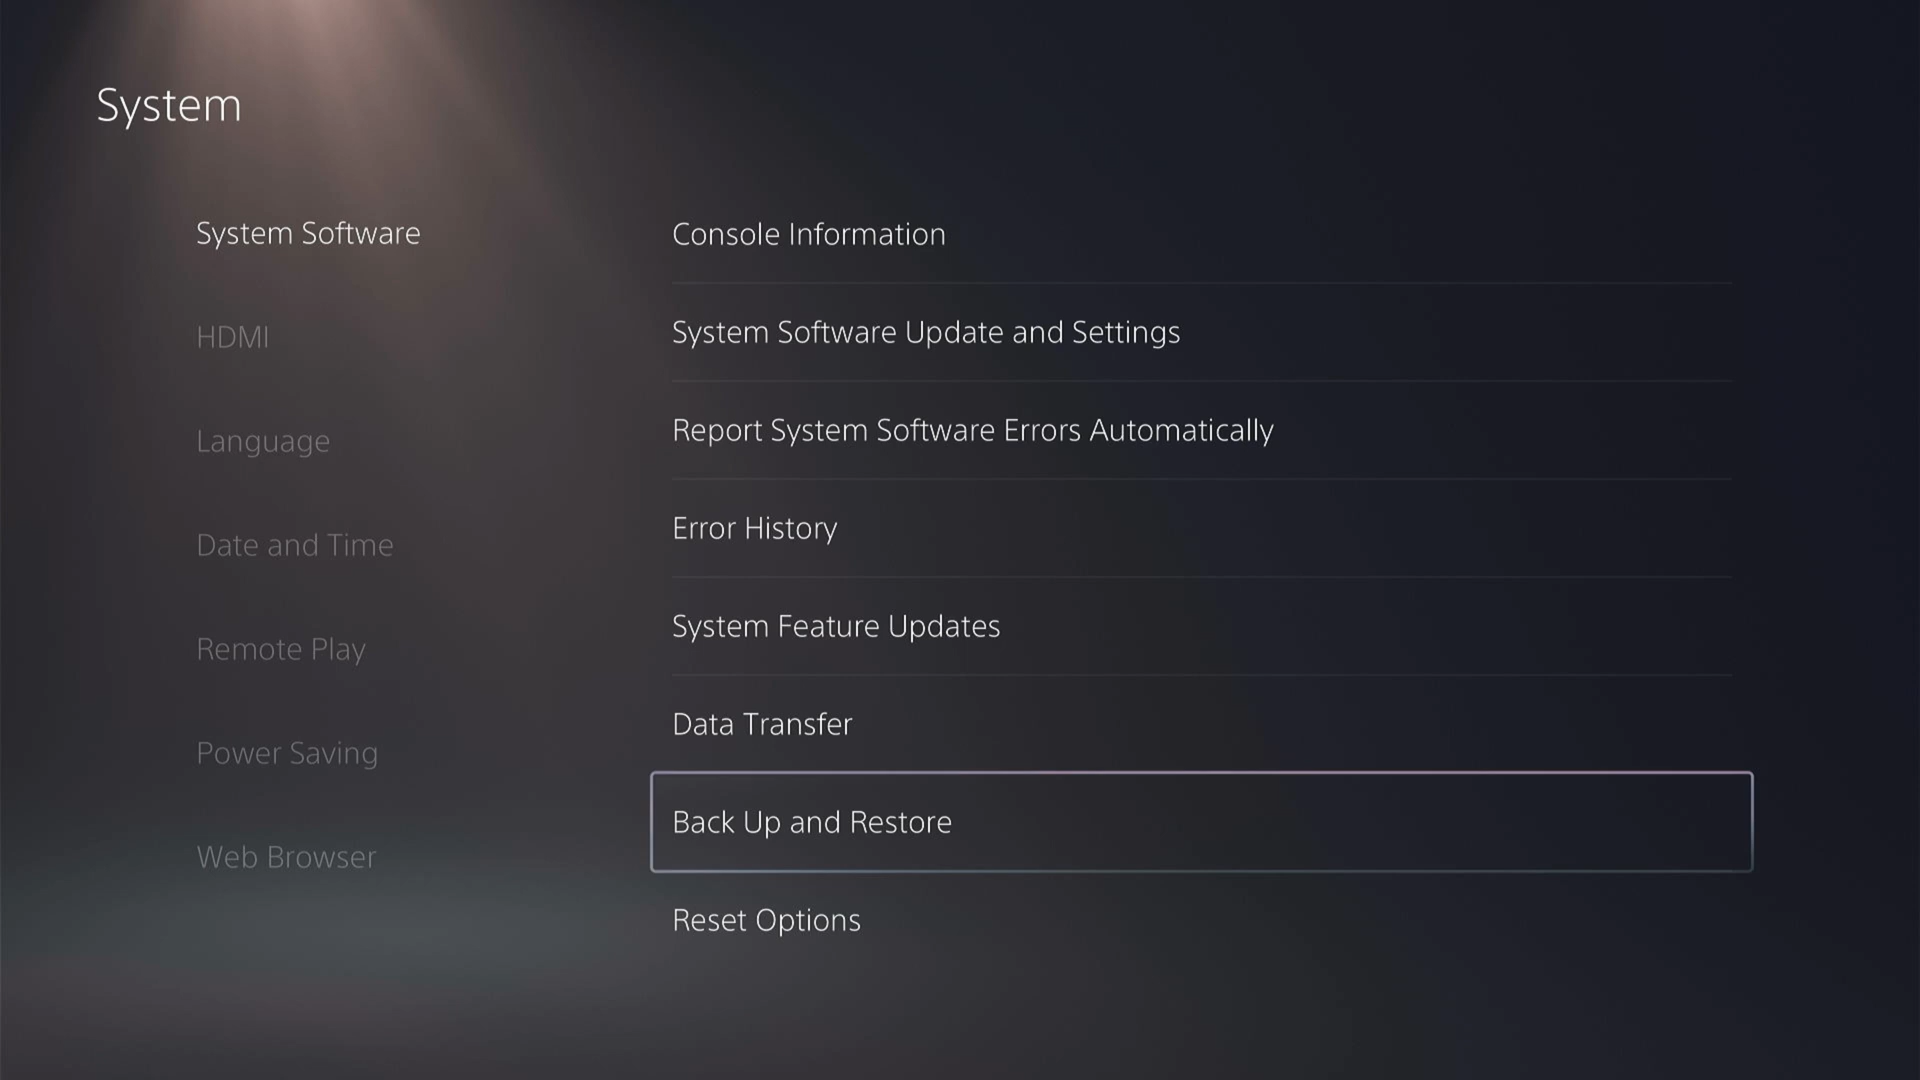 System
System Software
HDMI
Language
Date and Time
Remote Play
Power Saving
Web Browser
Console Information
System Software Update and Settings
Report System Software Errors Automatically
Error History
System Feature Updates
Data Transfer
Back Up and Restore
Reset Options